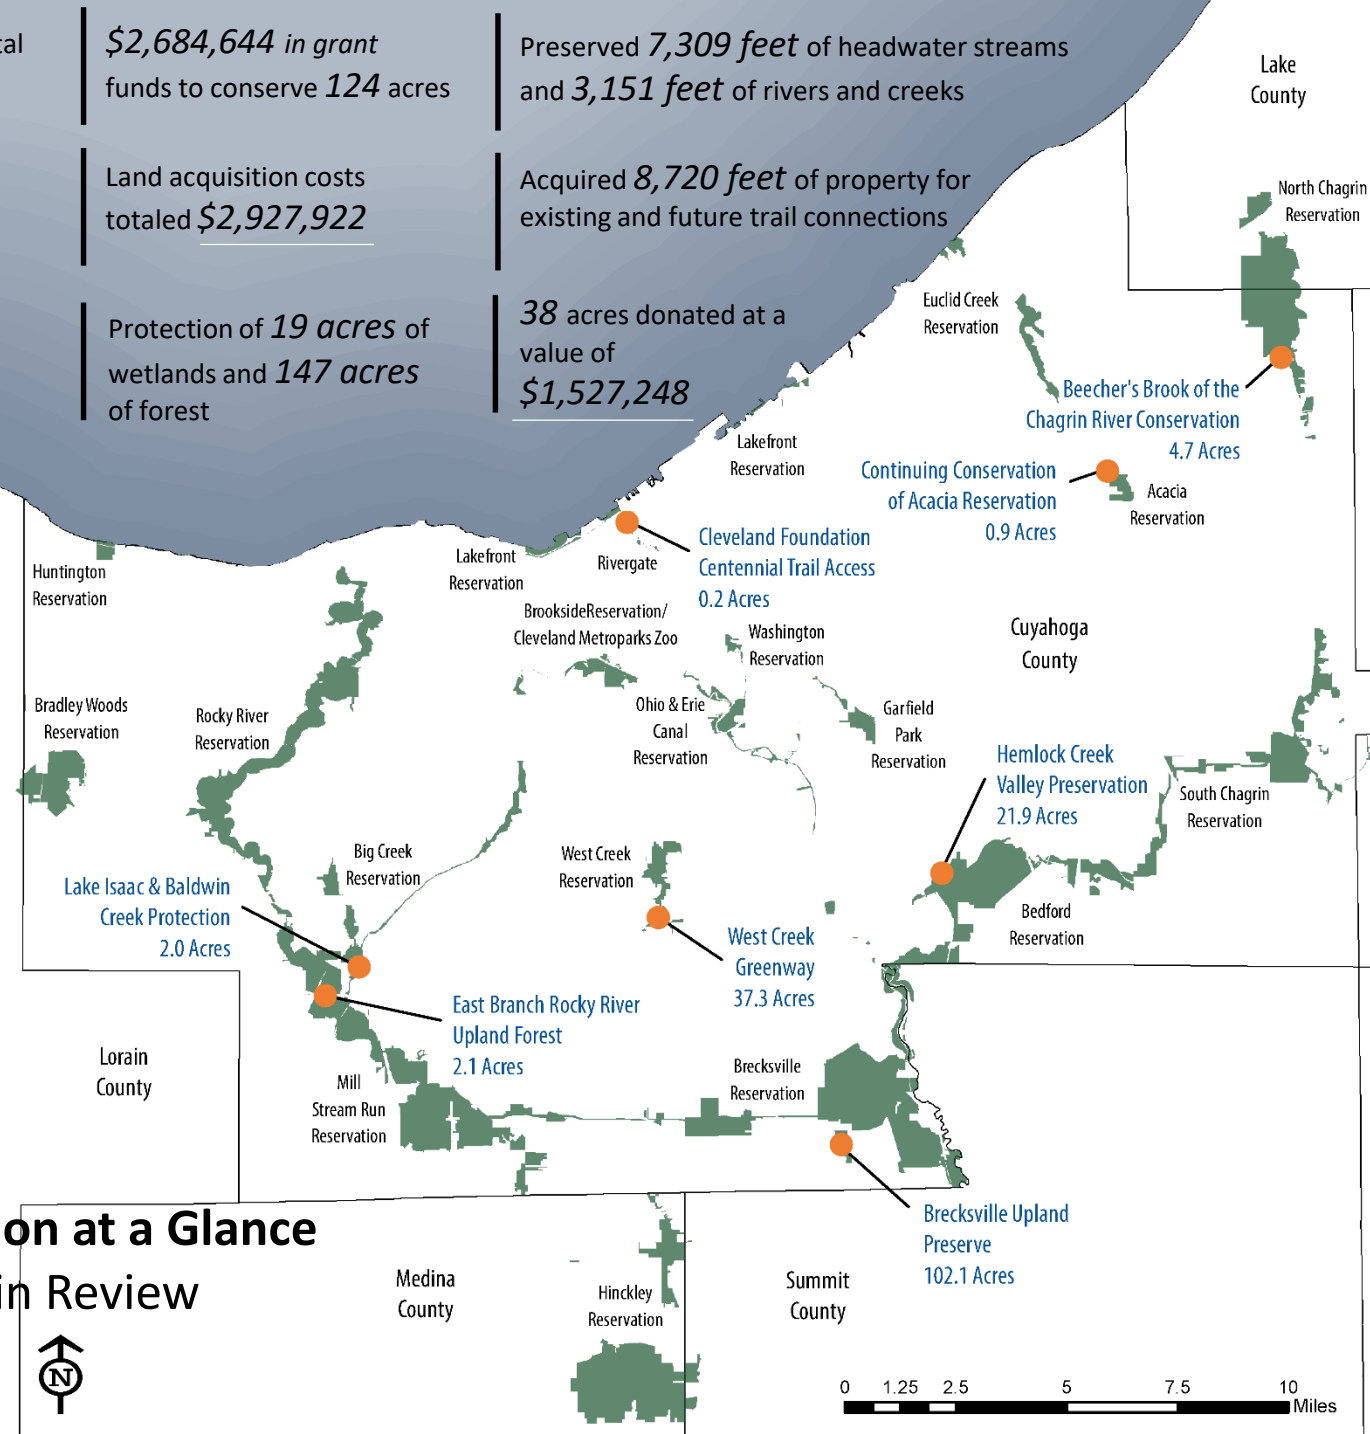 tal
$2,684,644 in grant
funds to conserve 124 acres
Preserved 7,309 feet of headwater streams
and 3,151 feet of rivers and creeks
Land acquisition costs
totaled $2,927,922
Acquired 8,720 feet of property for
existing and future trail connections
Protection of 19 acres of
wetlands and 147 acres
of forest
38 acres donated at a
value of
$1,527,248
Lake
County
North Chagrin
Reservation
Euclid Creek
Reservation
Beecher's Brook of the
Chagrin River Conservation
4.7 Acres
Lakefront
Reservation
Continuing Conservation
of Acacia Reservation
0.9 Acres
Acacia
Reservation
Cleveland Foundation
Centennial Trail Access
0.2 Acres
Lakefront
Reservation
Rivergate
Huntington
Reservation
BrooksideReservation/
Cleveland Metroparks Zoo
Washington
Reservation
Cuyahoga
County
Bradley Woods
Reservation
Rocky River
Reservation
Ohio & Erie
Canal
Reservation
Garfield
Park
Reservation
Hemlock Creek
Valley Preservation
21.9 Acres
South Chagrin
Reservation
Big Creek
Reservation
West Creek
Reservation
Lake Isaac & Baldwin
Creek Protection
2.0 Acres
Bedford
Reservation
West Creek
Greenway
37.3 Acres
East Branch Rocky River
Upland Forest
2.1 Acres
Lorain
County
Mill
Stream Run
Reservation
Brecksville
Reservation
Brecksville Upland
Preserve
102.1 Acres
on at a Glance
in Review
Medina
County
Hinckley
Reservation
Summit
County
N
0 1.25 2.5 5 7.5 10
Miles